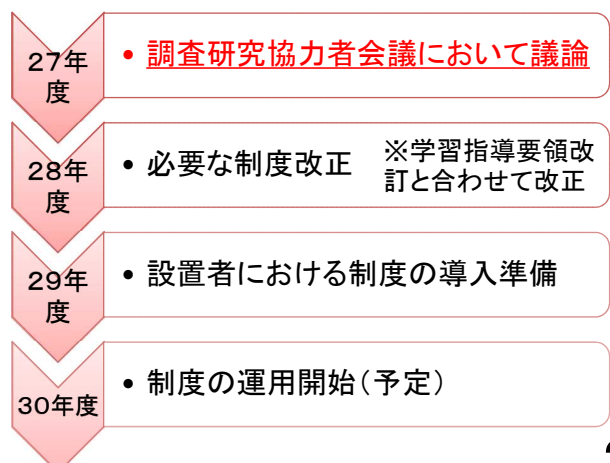 27年
度
• 調査研究協力者会議において議論
28年
度
• 必要な制度改正 ※学習指導要領改
訂と合わせて改正
29年
度
• 設置者における制度の導入準備
30年度
• 制度の運用開始(予定)